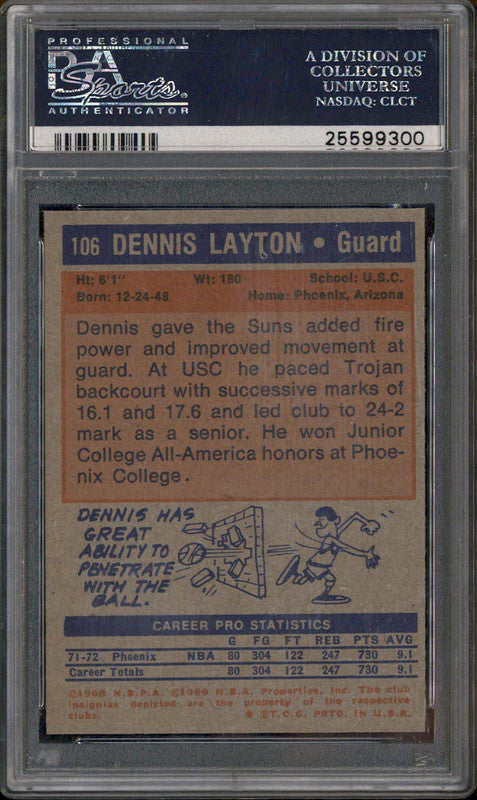 PROFESSIONAL
PSA
Sports
AUTHENTICATOR
A DIVISION OF
COLLECTORS
UNIVERSE
NASDAQ: CLCT
25599300
106 DENNIS LAYTON • Guard
Ht: 6'1" Wt: 180 School: U.S.C.
Born: 12-24-48 Home: Phoenix, Arizona
Dennis gave the Suns added fire
power and improved movement at
guard. At USC he paced Trojan
backcourt with successive marks of
16.1 and 17.6 and led club to 24-2
mark as a senior. He won Junior
College All-America honors at Phoe-
nix College.
DENNIS HAS
GREAT
ABILITY TO
PENETRATE
WITH THE
BALL.
CAREER PRO STATISTICS
G FG FT REB PTS AVG
71-72 Phoenix NBA 80 304 122 247 730 9.1
Career Totals 80 304 122 247 730 9.1
©1968 N.B.P.A. ©1969 N.B.A. Properties, Inc. The club
insignias depicted are the property of the respective
clubs. ©T.C.G. PRTD. IN U.S.A.